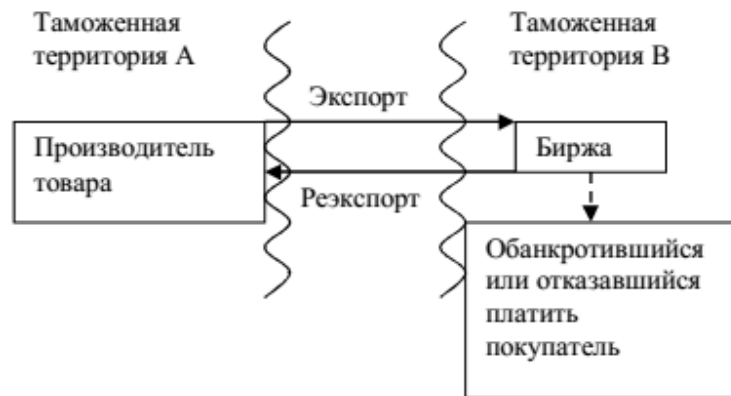 Таможенная
территория А
Таможенная
территория В
Экспорт
Производитель
товара
Биржа
Реэкспорт
Обанкротившийся
или отказавшийся
платить
покупатель